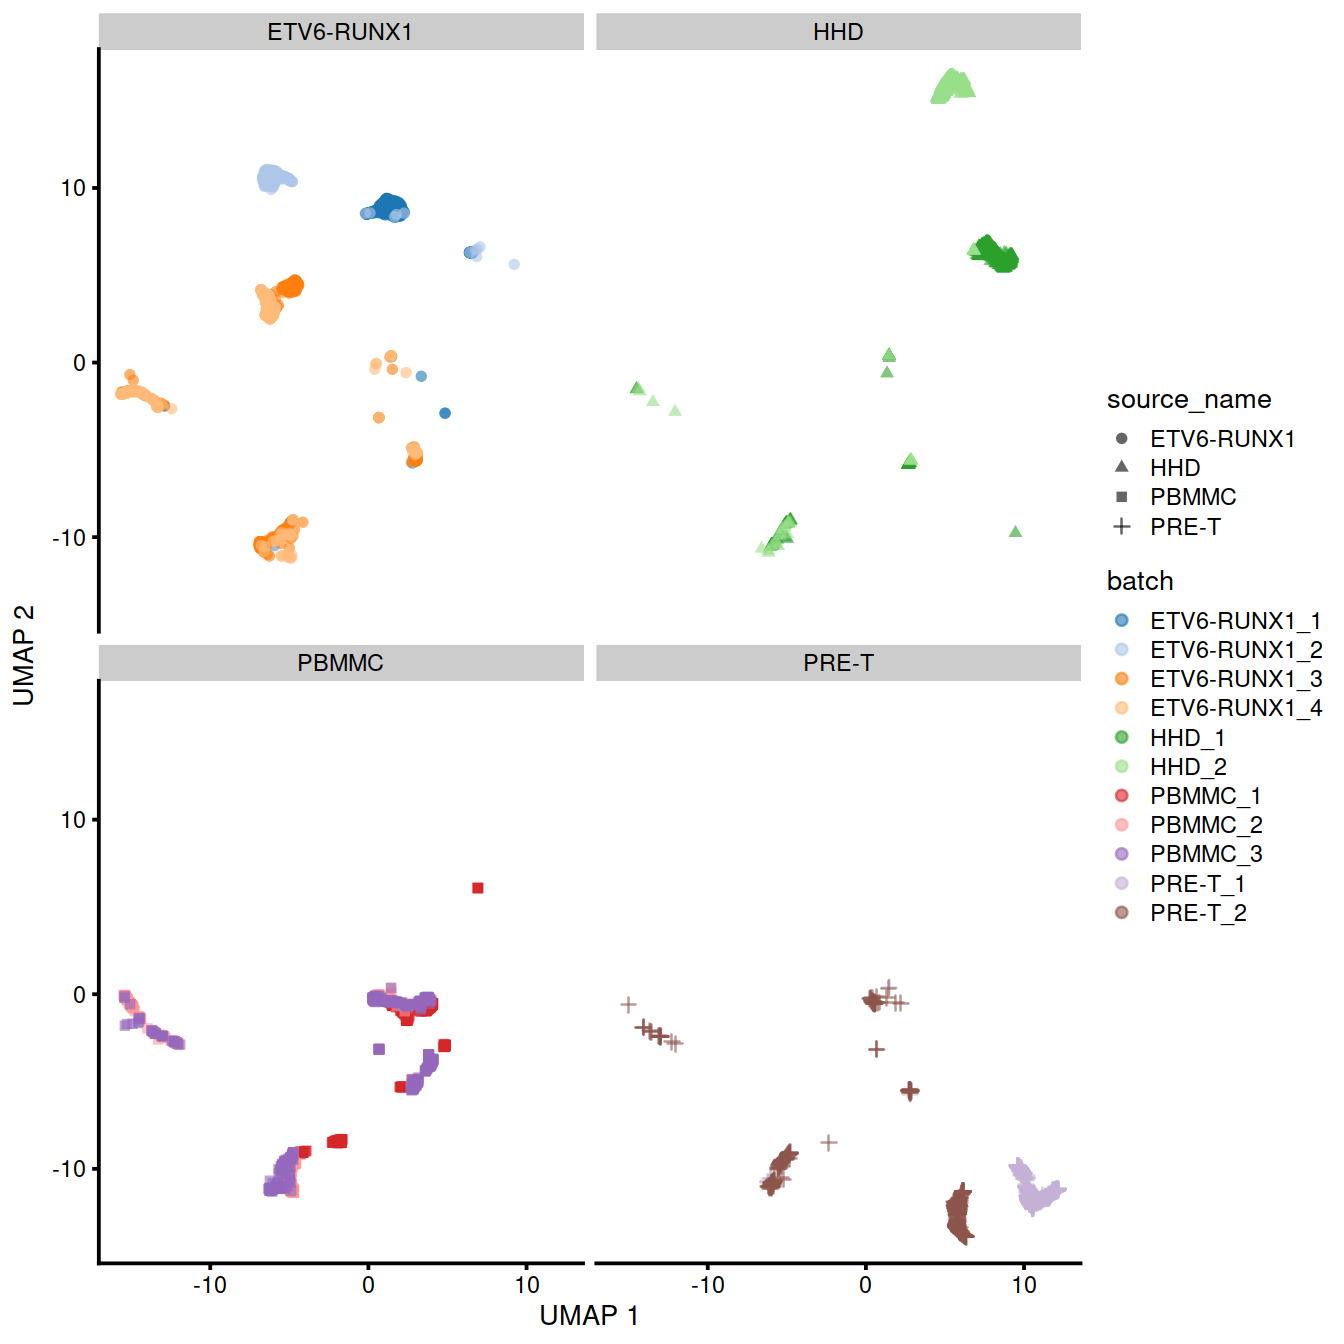 ETV6-RUNX1
HHD
10
0
-10
UMAP 2
PBMMC
PRE-T
10
0
-10
-10
0
10
-10
0
10
UMAP 1
source_name
ETV6-RUNX1
HHD
PBMMC
PRE-T
batch
ETV6-RUNX1_1
ETV6-RUNX1_2
ETV6-RUNX1_3
ETV6-RUNX1_4
HHD_1
HHD_2
PBMMC_1
PBMMC_2
PBMMC_3
PRE-T_1
PRE-T_2